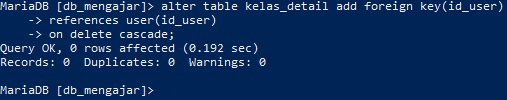 MariaDB [db_mengajar]> alter table kelas_detail add foreign key(id_user)
-> references user(id_user)
-> on delete cascade;
Query OK, 0 rows affected (0.192 sec)
Records: 0  Duplicates: 0  Warnings: 0
MariaDB [db_mengajar]>